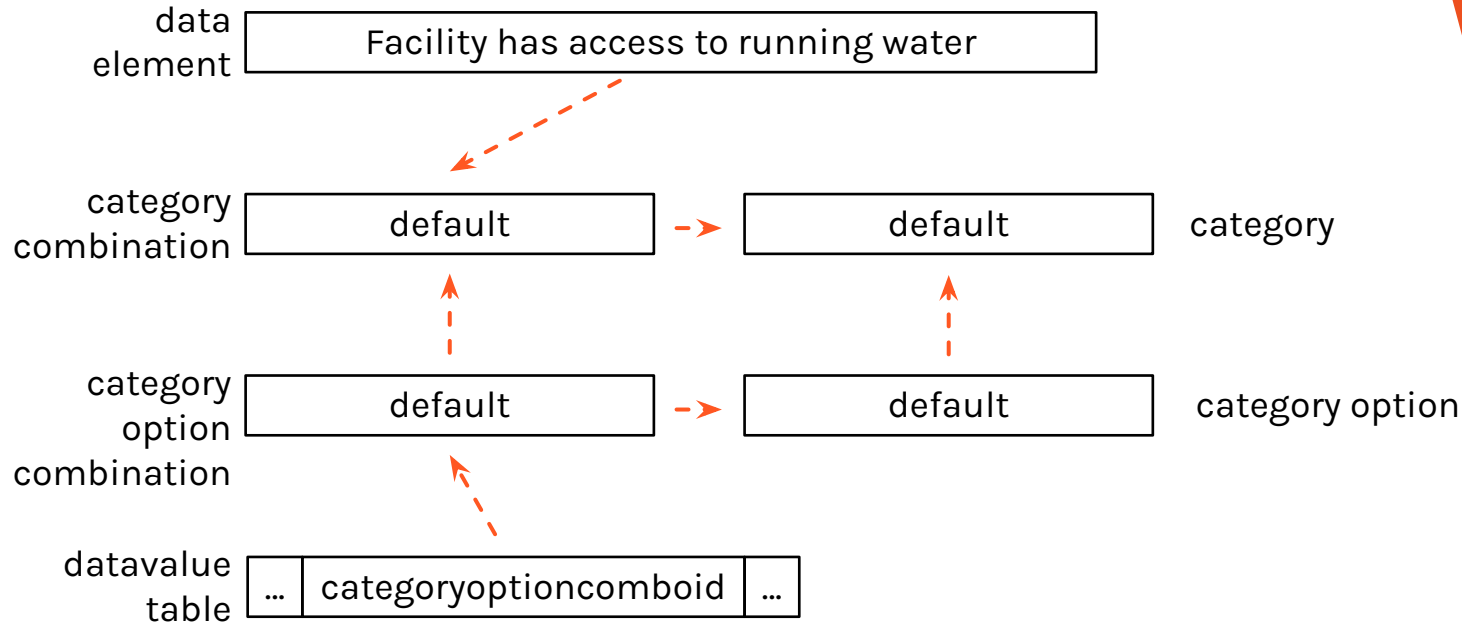 data
element
Facility has access to running water
category
combination
default
default
category
category
option
combination
default
default
category option
datavalue
table
...
categoryoptioncomboid
...